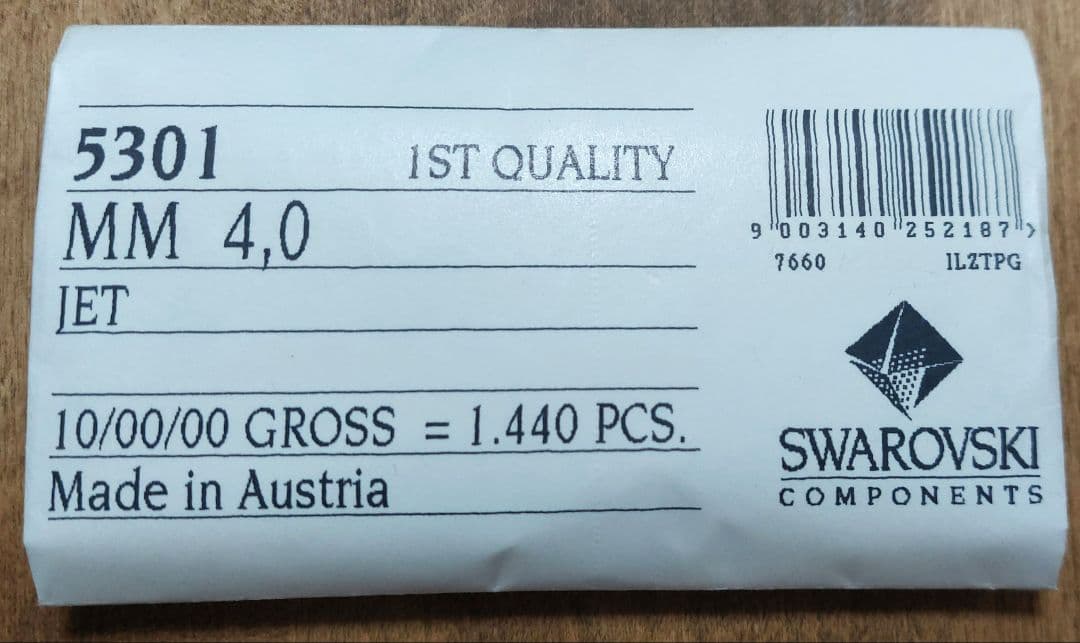 5301 1ST QUALITY
MM 4,0
JET
10/00/00 GROSS = 1.440 PCS.
Made in Austria
9 003140 252187 >
7660 ILZTPG
SWAROVSKI
COMPONENTS